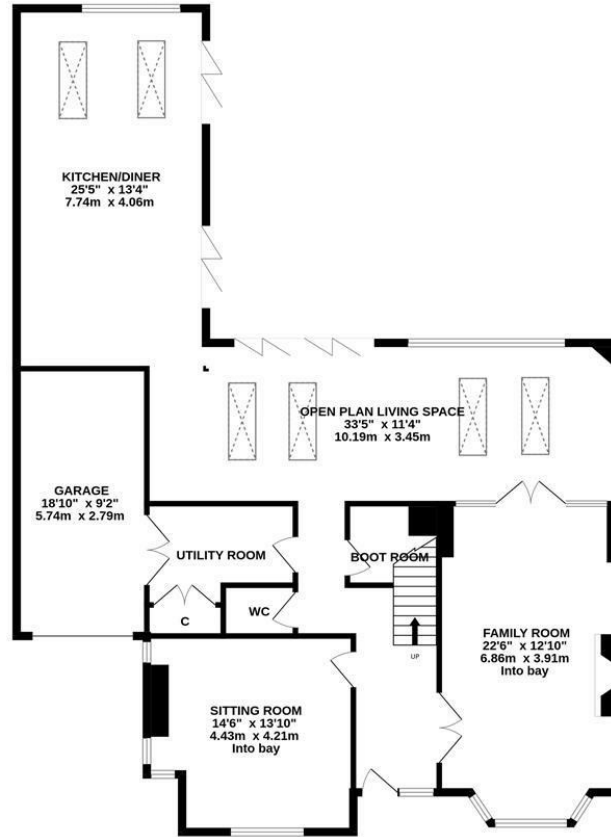 KITCHEN/DINER
25'5" x 13'4"
7.74m x 4.06m
OPEN PLAN LIVING SPACE
33'5" x 11'4"
10.19m x 3.45m
GARAGE
18'10" x 9'2"
5.74m x 2.79m
UTILITY ROOM
BOOT ROOM
C
WC
UP
FAMILY ROOM
22'6" x 12'10"
6.86m x 3.91m
Into bay
SITTING ROOM
14'6" x 13'10"
4.43m x 4.21m
Into bay